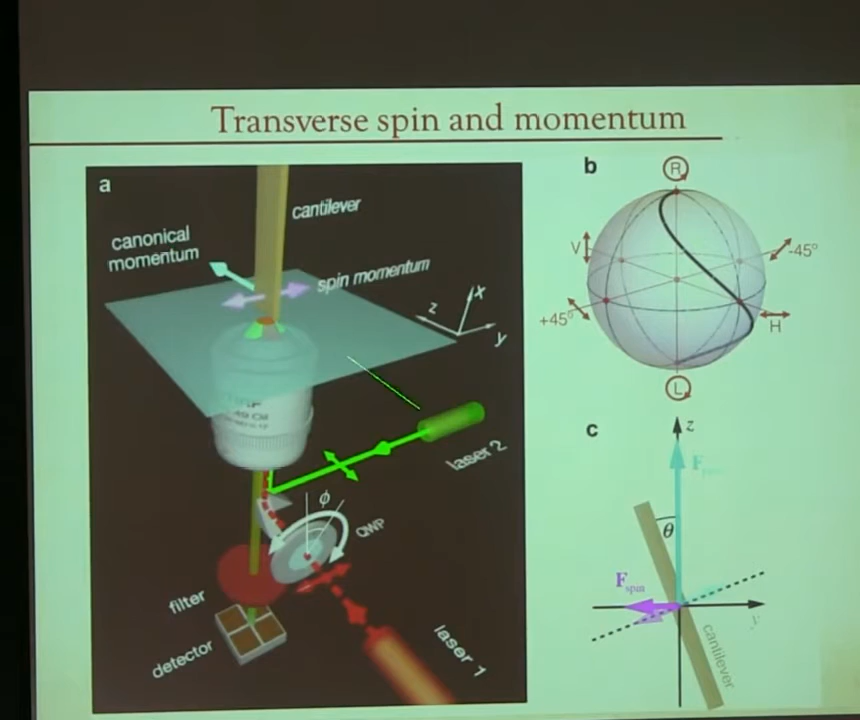 Transverse spin and momentum
a
cantilever
canonical
momentum
spin momentum
z
x
y
laser 2
ϕ
QWP
filter
detector
laser 1
b
R
V
-45°
+45°
H
L
c
z
θ
F spin
y
cantilever